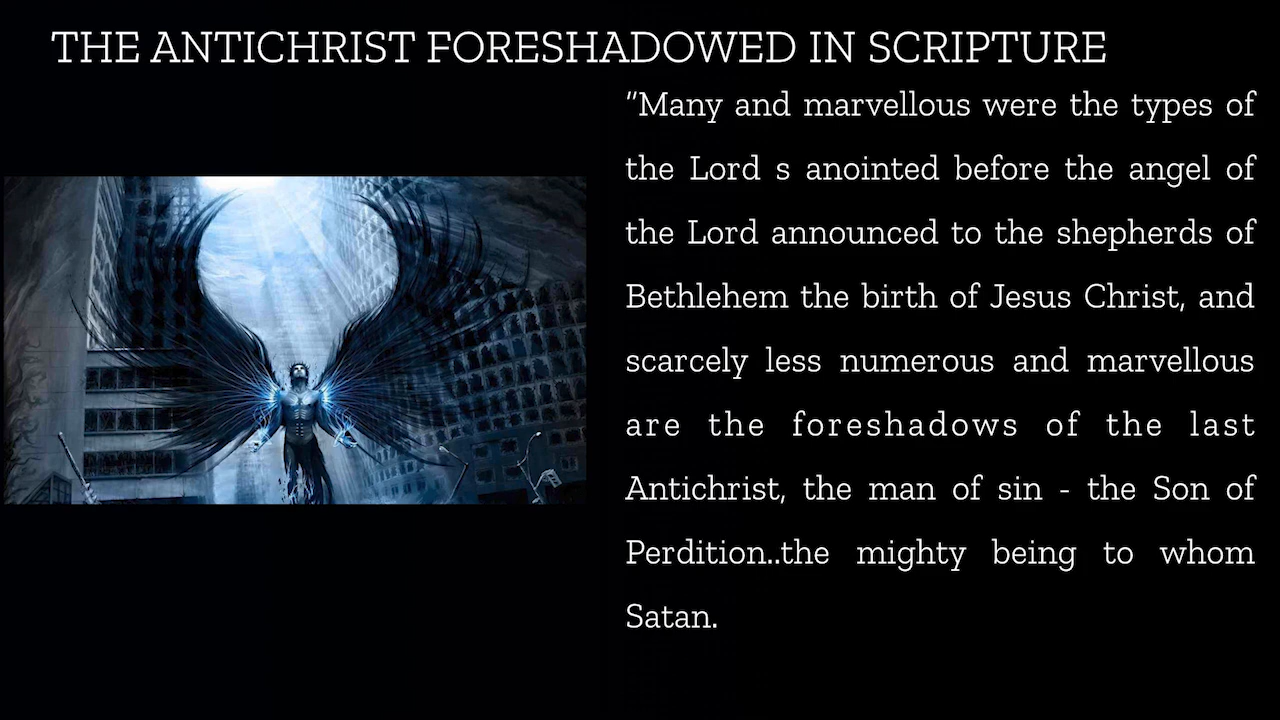 THE ANTICHRIST FORESHADOWED IN SCRIPTURE
"Many and marvellous were the types of
the Lord s anointed before the angel of
the Lord announced to the shepherds of
Bethlehem the birth of Jesus Christ, and
scarcely less numerous and marvellous
are the foreshadows of the last
Antichrist, the man of sin - the Son of
Perdition..the mighty being to whom
Satan.